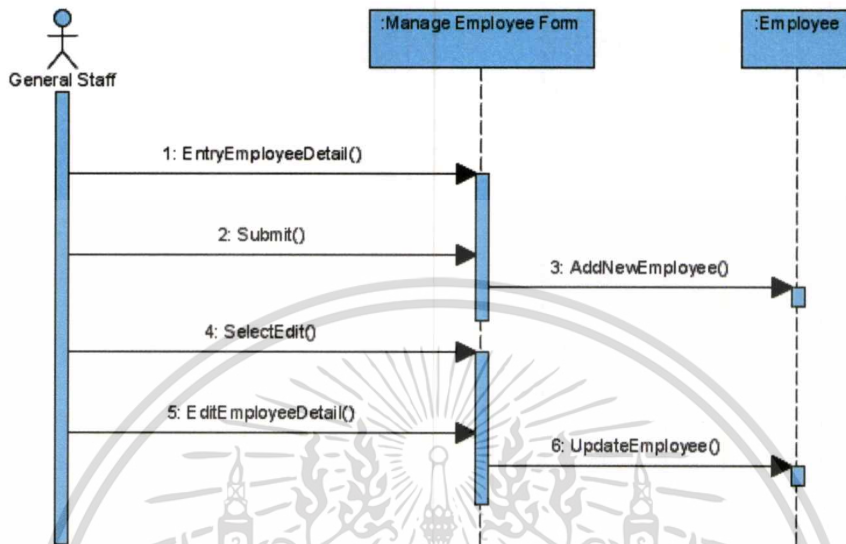 :Manage Employee Form
:Employee
General Staff
1: EntryEmployeeDetail()
2: Submit()
3: AddNewEmployee()
4: SelectEdit()
5: EditEmployeeDetail()
6: UpdateEmployee()